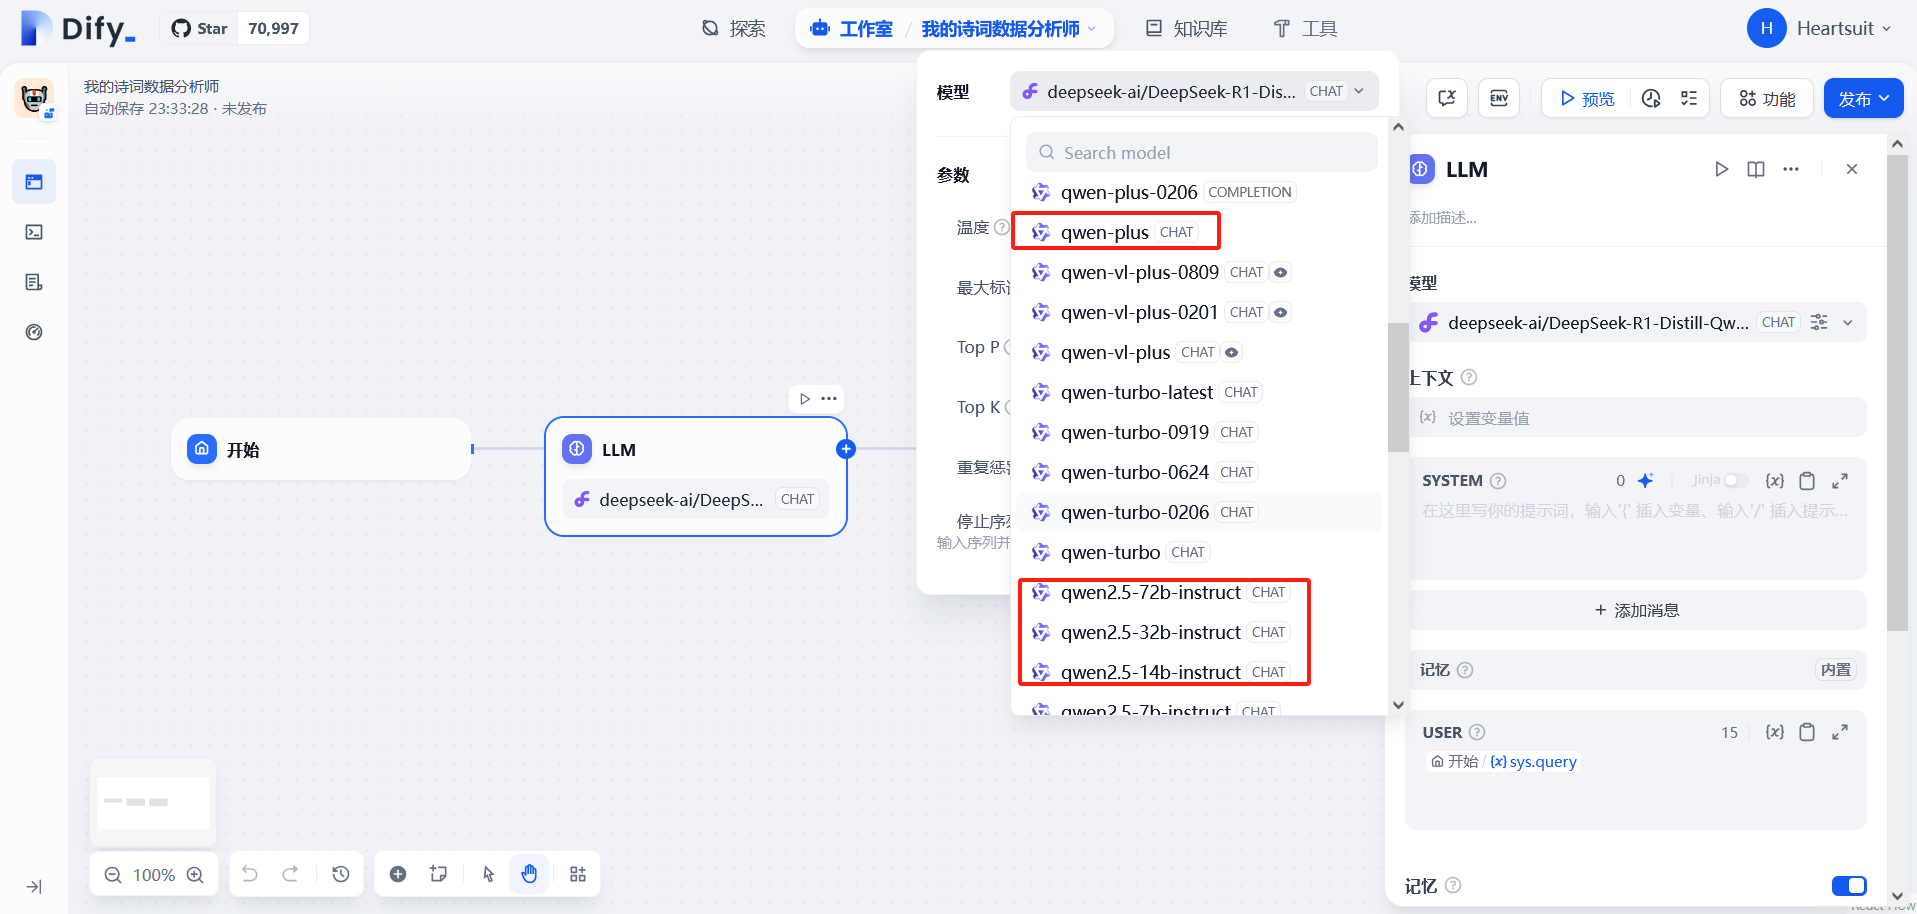 Dify_
Star 70,997
探索
工作室 / 我的诗词数据分析师
知识库
工具
H Heartsuit
我的诗词数据分析师
自动保存 23:33:28 · 未发布
模型
deepseek-ai/DeepSeek-R1-Dis... CHAT
ENV
预览
功能
发布
Search model
参数
温度
Top P
Top K
qwen-plus-0206 COMPLETION
qwen-plus CHAT
qwen-vl-plus-0809 CHAT
qwen-vl-plus-0201 CHAT
qwen-vl-plus CHAT
qwen-turbo-latest CHAT
qwen-turbo-0919 CHAT
qwen-turbo-0624 CHAT
qwen-turbo-0206 CHAT
qwen-turbo CHAT
qwen2.5-72b-instruct CHAT
qwen2.5-32b-instruct CHAT
qwen2.5-14b-instruct CHAT
qwen2.5-7b-instruct CHAT
最大标
重复惩
停止序列
输入序列并
开始
LLM
deepseek-ai/DeepS... CHAT
LLM
添加描述...
模型
deepseek-ai/DeepSeek-R1-Distill-Qw... CHAT
上下文
{x} 设置变量值
SYSTEM 0 Jinja {x}
在这里写你的提示词，输入'{' 插入变量、输入'/' 插入提示...
+ 添加消息
记忆 内置
USER 15 {x}
开始 / {x} sys.query
记忆
100%
React Flow